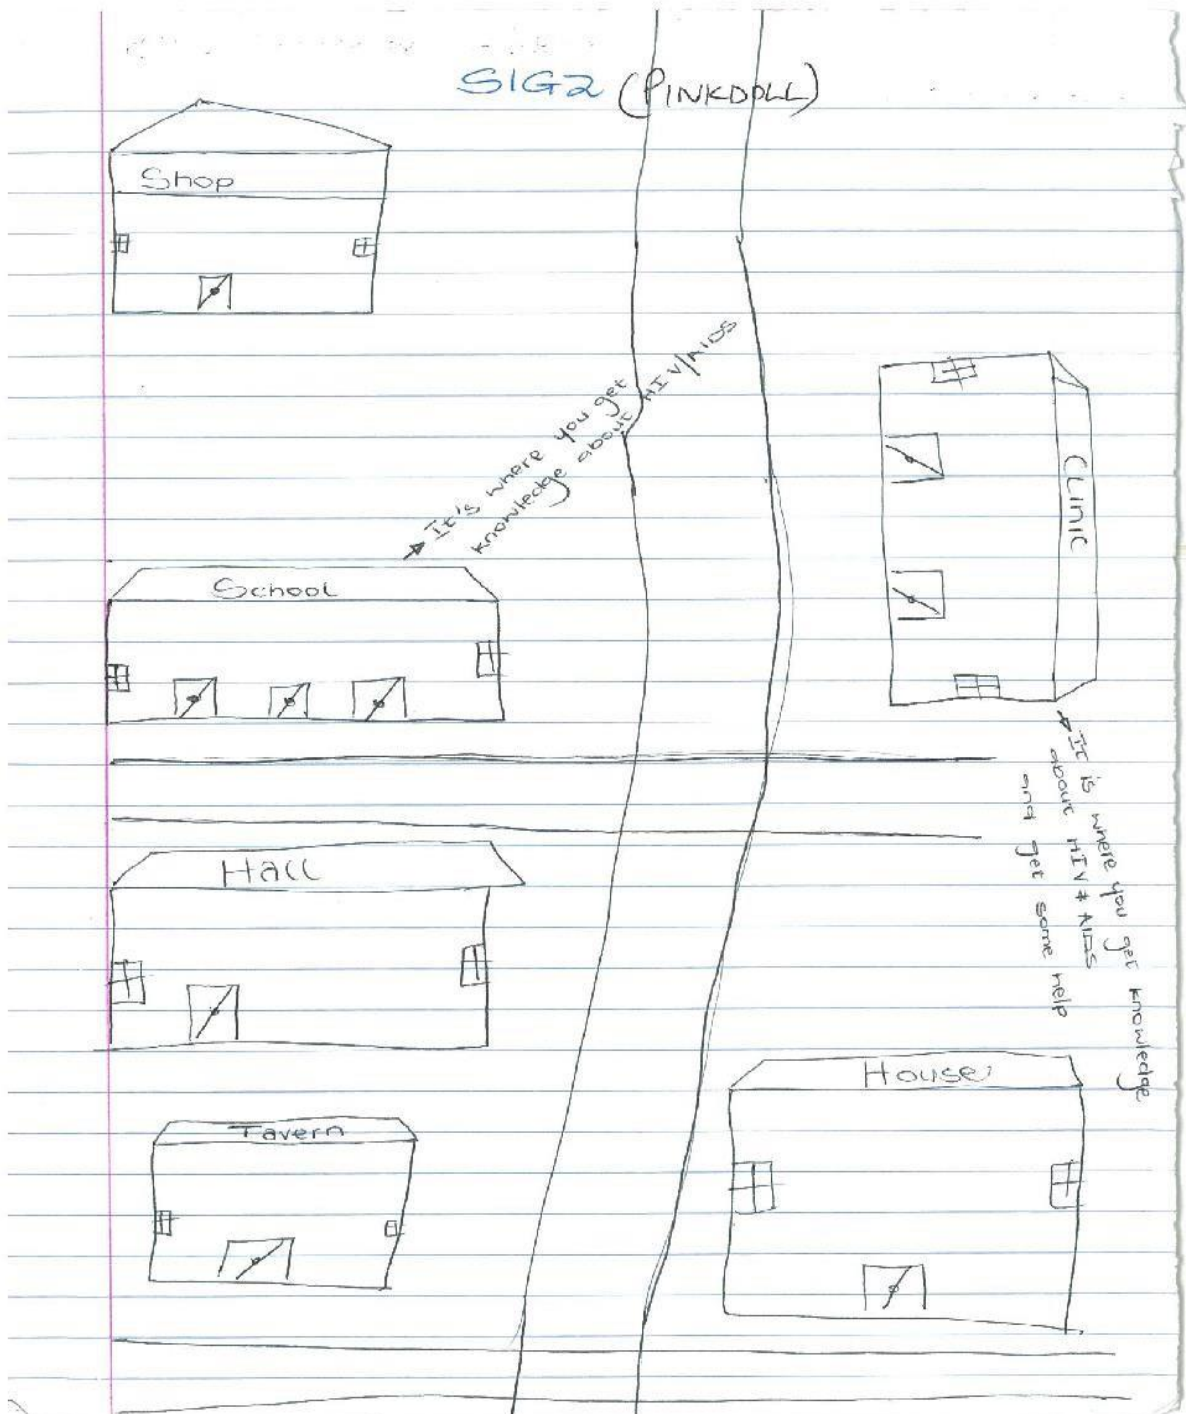 SIG2 (PINKDOLL)
Shop
It's where you get
knowledge about HIV/AIDS
CLINIC
School
It is where you get knowledge
about HIV & AIDS
and get some help
Hall
House
Tavern